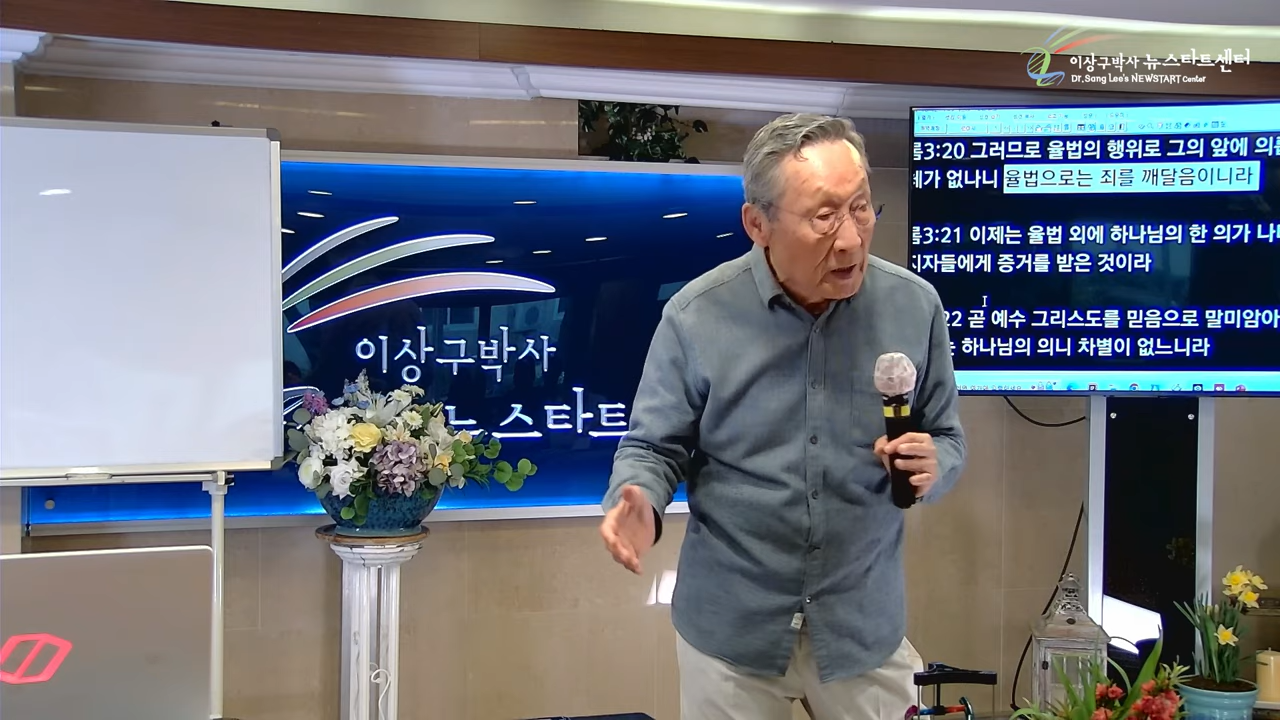 이상구박사 뉴스타트센터
Dr.Sang Lee's NEWSTART Center
이상구박사
뉴스타트
롬3:20 그러므로 율법의 행위로 그의 앞에 의롭
체가 없나니 율법으로는 죄를 깨달음이니라
롬3:21 이제는 율법 외에 하나님의 한 의가 나
지자들에게 증거를 받은 것이라
22 곧 예수 그리스도를 믿음으로 말미암아
는 하나님의 의니 차별이 없느니라